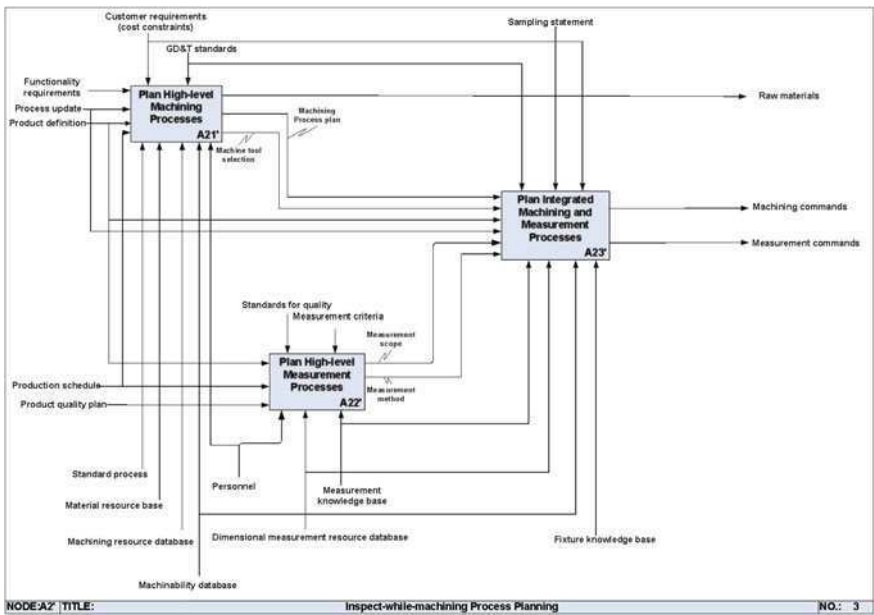 Customer requirements
(cost constraints)
Sampling statement
GD&T standards
Functionality
requirements
Process update
Product definition
Plan High-level
Machining
Processes
A21'
Machining
Process plan
Machine tool
selection
Raw materials
Plan Integrated
Machining and
Measurement
Processes
A23'
Machining commands
Measurement commands
Standards for quality
Measurement criteria
Measurement
scope
Plan High-level
Measurement
Processes
A22'
Measurement
method
Production schedule
Product quality plan
Standard process
Personnel
Measurement
knowledge base
Material resource base
Machining resource database
Dimensional measurement resource database
Fixture knowledge base
Machinability database
NODE:A2' TITLE: Inspect-while-machining Process Planning NO.: 3